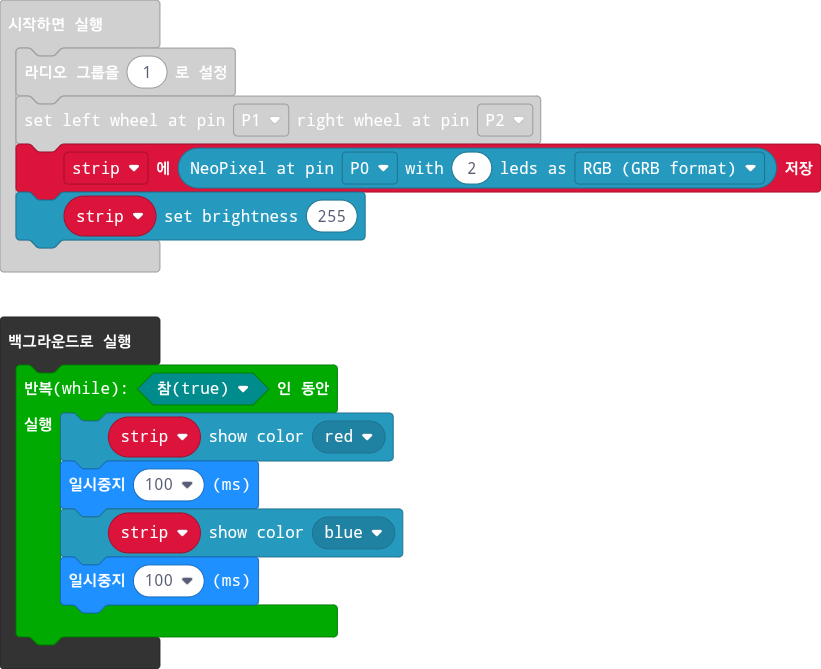 시작하면 실행
라디오 그룹을 1 로 설정
set left wheel at pin P1 right wheel at pin P2
strip 에 NeoPixel at pin P0 with 2 leds as RGB (GRB format) 저장
strip set brightness 255
백그라운드로 실행
반복(while): 참(true) 인 동안
실행
strip show color red
일시중지 100 (ms)
strip show color blue
일시중지 100 (ms)